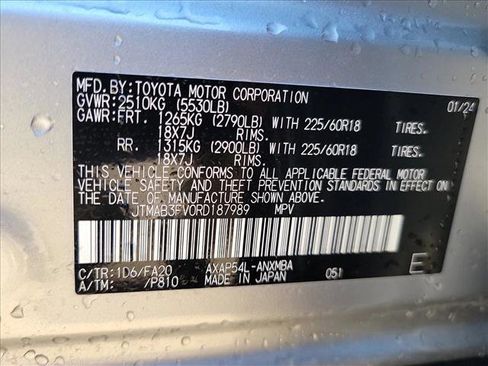 MFD.BY:TOYOTA MOTOR CORPORATION 01/24
GVWR:2510KG (5530LB)
GAWR:FRT. 1265KG (2790LB) WITH 225/60R18 TIRES.
18X7J RIMS.
RR. 1315KG (2900LB) WITH 225/60R18 TIRES.
18X7J RIMS.
THIS VEHICLE CONFORMS TO ALL APPLICABLE FEDERAL MOTOR
VEHICLE SAFETY AND THEFT PREVENTION STANDARDS IN EFFECT ON
THE DATE OF MANUFACTURE SHOWN ABOVE.
JTMAB3FV0RD187989 MPV
C/TR:1D6/FA20 AXAP54L-ANXMBA
A/TM: /P810 MADE IN JAPAN 051 E